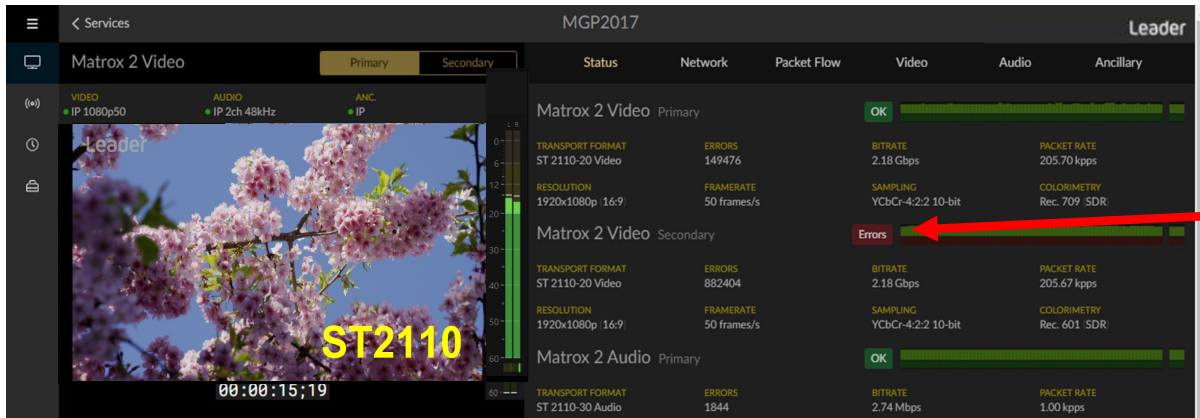 Services
MGP2017
Leader
Matrox 2 Video
Primary
Secondary
Status
Network
Packet Flow
Video
Audio
Ancillary
VIDEO
IP 1080p50
AUDIO
IP 2ch 48kHz
ANC.
IP
Leader
ST2110
00:00:15;19
L R
0
6
12
20
30
40
50
60
60
Matrox 2 Video Primary
OK
TRANSPORT FORMAT
ST 2110-20 Video
ERRORS
149476
BITRATE
2.18 Gbps
PACKET RATE
205.70 kpps
RESOLUTION
1920x1080p (16:9)
FRAMERATE
50 frames/s
SAMPLING
YCbCr-4:2:2 10-bit
COLORIMETRY
Rec. 709 (SDR)
Matrox 2 Video Secondary
Errors
TRANSPORT FORMAT
ST 2110-20 Video
ERRORS
882404
BITRATE
2.18 Gbps
PACKET RATE
205.67 kpps
RESOLUTION
1920x1080p (16:9)
FRAMERATE
50 frames/s
SAMPLING
YCbCr-4:2:2 10-bit
COLORIMETRY
Rec. 601 (SDR)
Matrox 2 Audio Primary
OK
TRANSPORT FORMAT
ST 2110-30 Audio
ERRORS
1844
BITRATE
2.74 Mbps
PACKET RATE
1.00 kpps